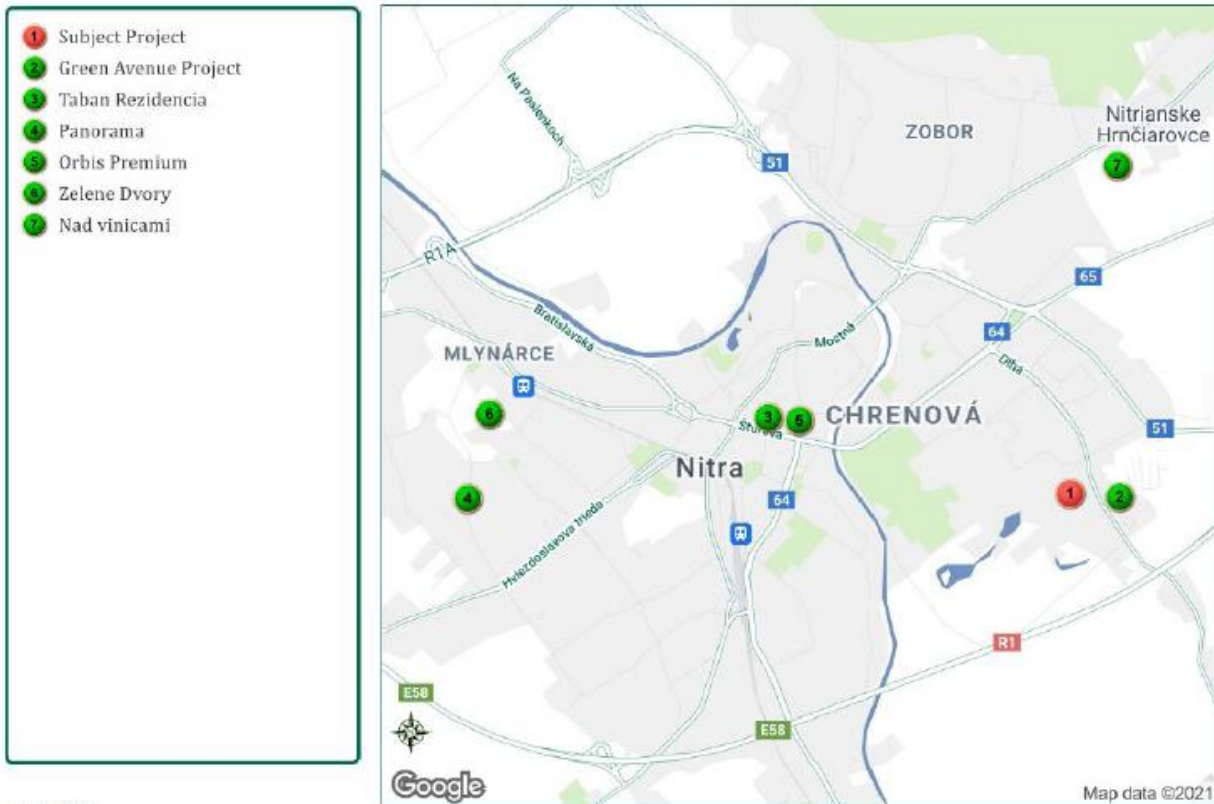 1 Subject Project
2 Green Avenue Project
3 Taban Rezidencia
4 Panorama
5 Orbis Premium
6 Zelene Dvory
7 Nad vinicami
Na Pasienkoch
ZOBOR
Nitrianske
Hrnčiarovce
51
7
R1A
65
Bratislavská
64
Mostná
MLYNÁRCE
Dlhá
6
3
5
CHRENOVÁ
Štúrova
51
Nitra
4
64
1
2
Hviezdoslavova trieda
R1
E58
E58
Google
Map data ©2021